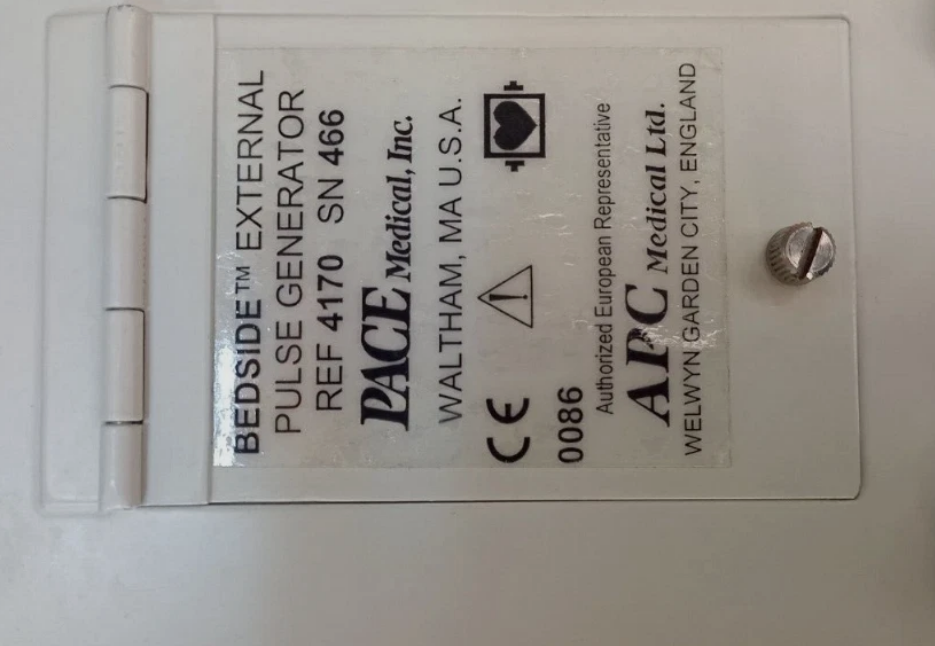 BEDSIDE™ EXTERNAL
PULSE GENERATOR
REF 4170 SN 466
PACE Medical, Inc.
WALTHAM, MA U.S.A.
CE
0086
Authorized European Representative
APC Medical Ltd.
WELWYN GARDEN CITY, ENGLAND